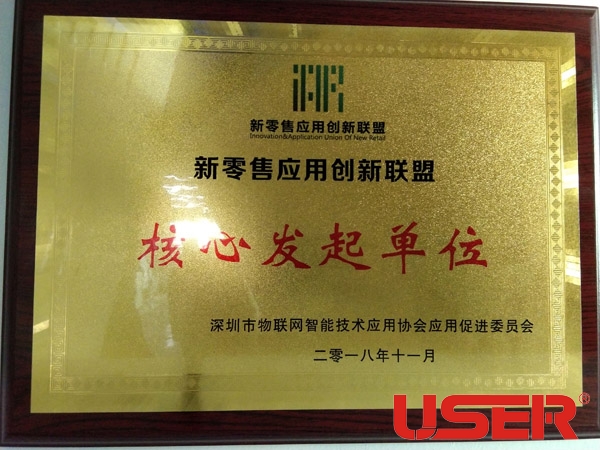 新零售应用创新联盟
Innovation&Application Union Of New Retail
新零售应用创新联盟
核心发起单位
深圳市物联网智能技术应用协会应用促进委员会
二零一八年十一月
USER®